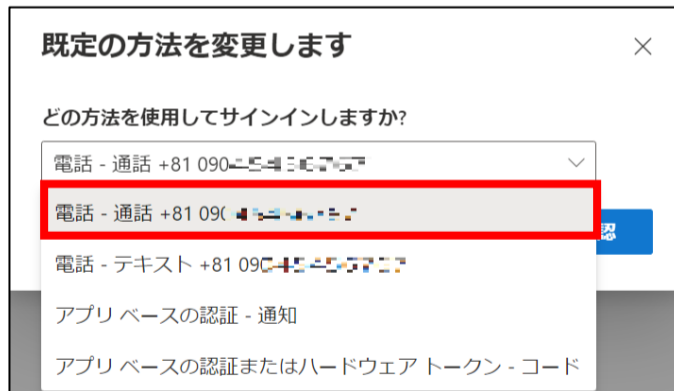 既定の方法を変更します
どの方法を使用してサインインしますか?
電話 - 通話 +81 090
電話 - 通話 +81 090
認
電話 - テキスト +81 090
アプリ ベースの認証 - 通知
アプリ ベースの認証またはハードウェア トークン - コード